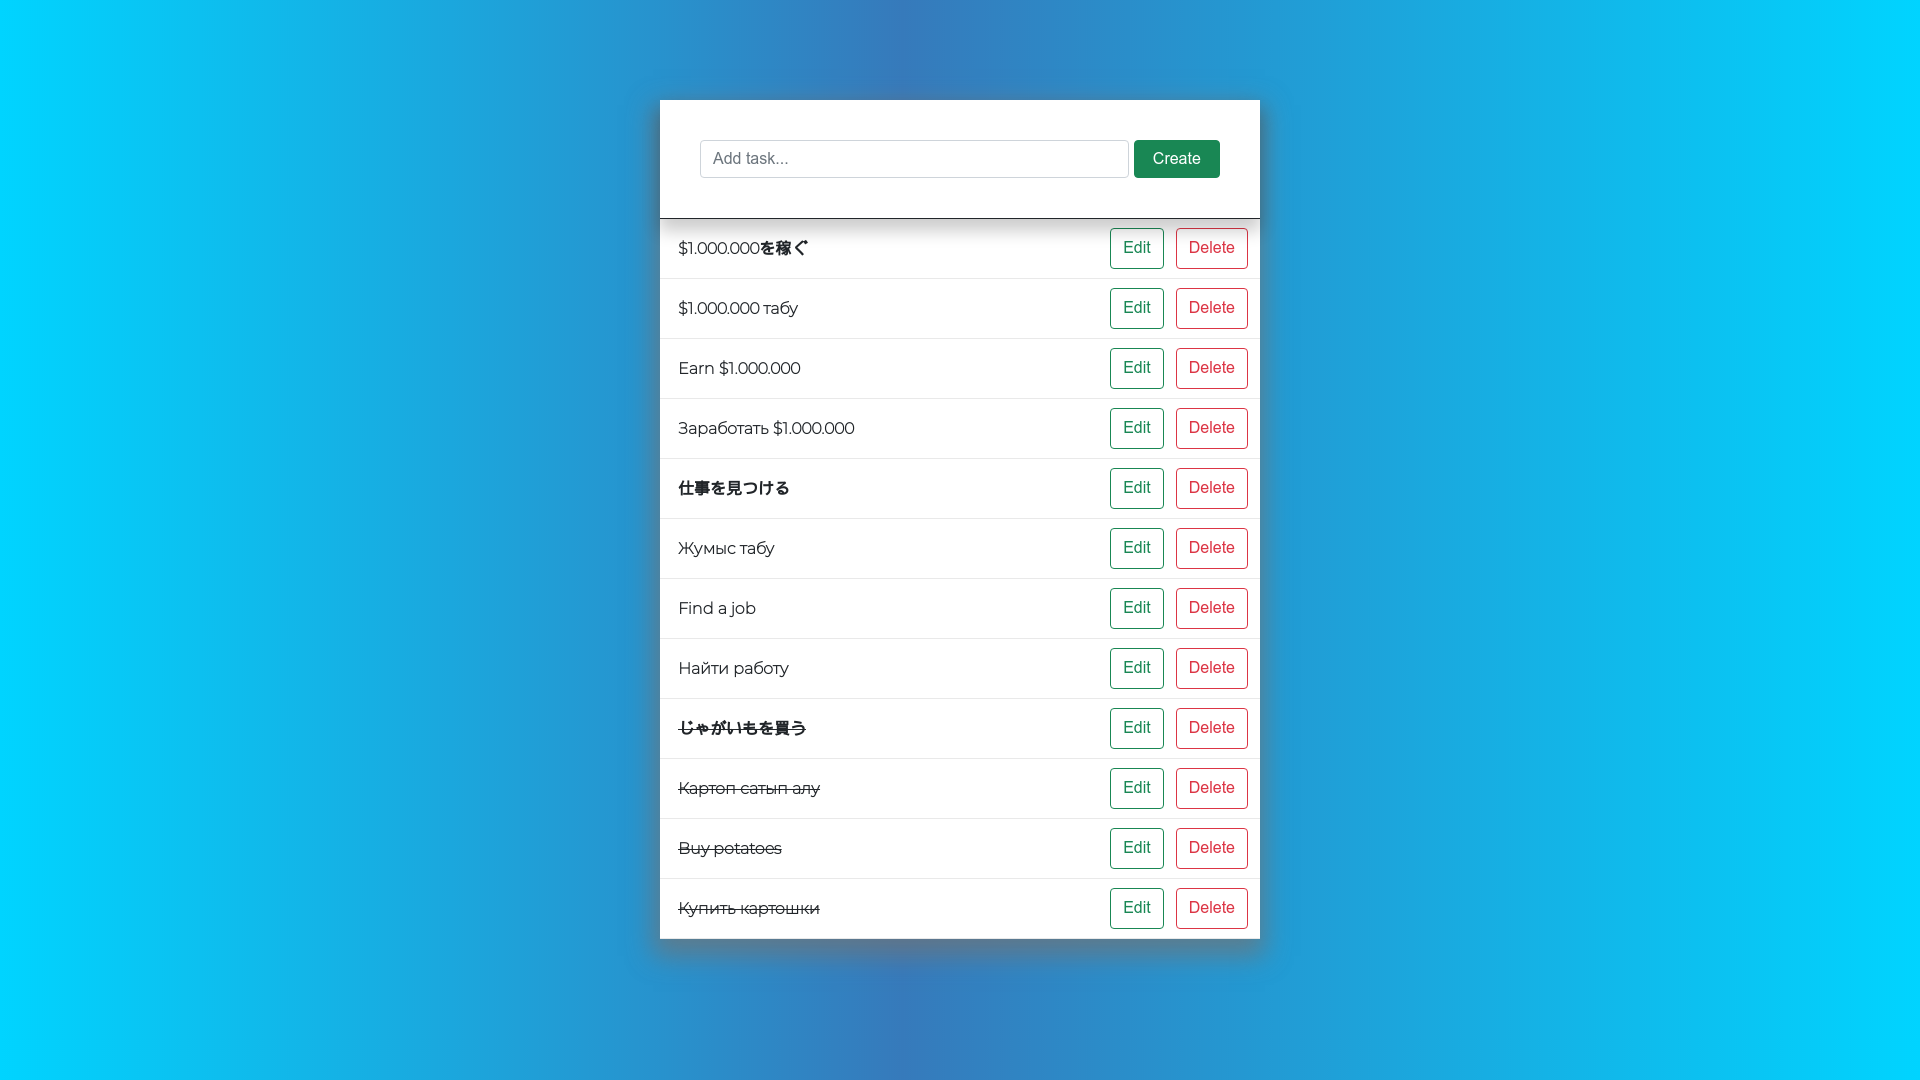 Add task...
Create
$1.000.000を稼ぐ
Edit
Delete
$1.000.000 табу
Edit
Delete
Earn $1.000.000
Edit
Delete
Заработать $1.000.000
Edit
Delete
仕事を見つける
Edit
Delete
Жумыс табу
Edit
Delete
Find a job
Edit
Delete
Найти работу
Edit
Delete
じゃがいもを買う
Edit
Delete
Картоп сатып алу
Edit
Delete
Buy potatoes
Edit
Delete
Купить картошки
Edit
Delete